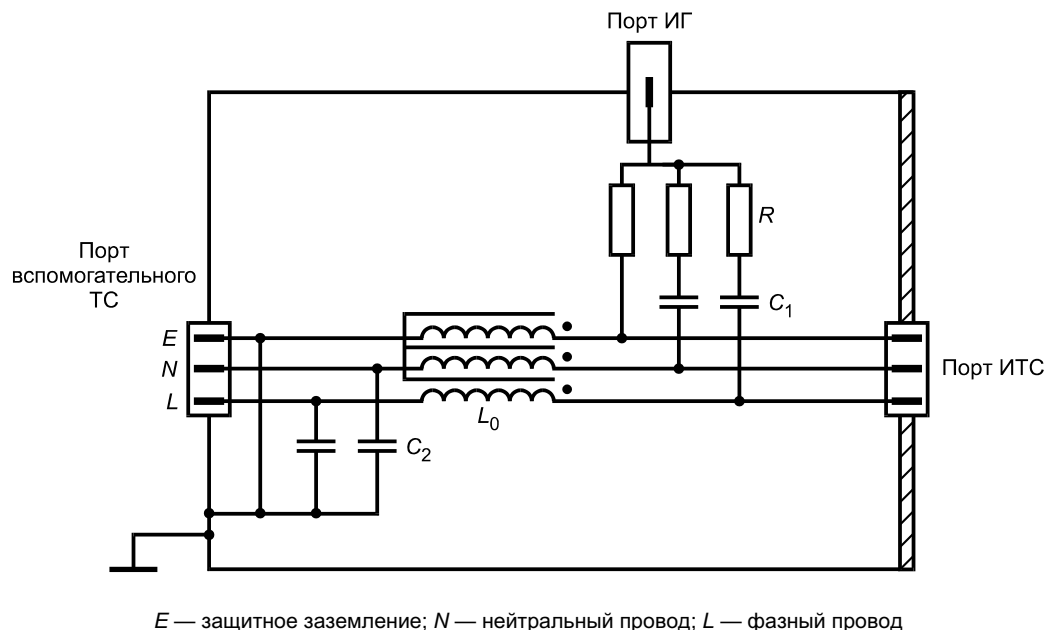 Порт ИГ
R
Порт
вспомогательного
ТС
C1
E
N
Порт ИТС
L
L0
C2
E — защитное заземление; N — нейтральный провод; L — фазный провод